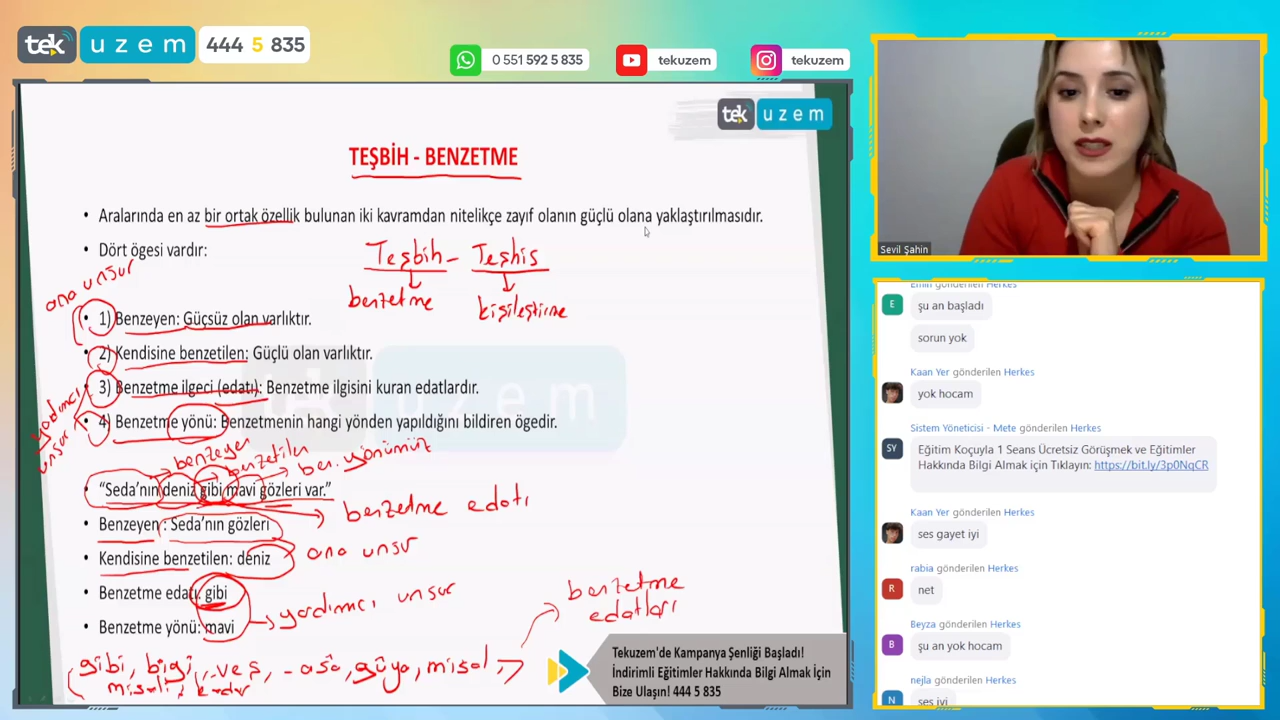 tek uzem 444 5 835
0 551 592 5 835
tekuzem
tekuzem
tek uzem
TEŞBİH - BENZETME
• Aralarında en az bir ortak özellik bulunan iki kavramdan nitelikçe zayıf olanın güçlü olana yaklaştırılmasıdır.
• Dört ögesi vardır:
Teşbih - Teşhis
benzetme
kişileştirme
ana unsur
• 1) Benzeyen: Güçsüz olan varlıktır.
• 2) Kendisine benzetilen: Güçlü olan varlıktır.
• 3) Benzetme ilgeci (edatı): Benzetme ilgisini kuran edatlardır.
• 4) Benzetme yönü: Benzetmenin hangi yönden yapıldığını bildiren ögedir.
yardımcı
unsur
benzeyen
benzetilen
ben. yönümüz
• “Seda’nın deniz gibi mavi gözleri var.”
benzetme edatı
• Benzeyen : Seda’nın gözleri
• Kendisine benzetilen: deniz
ana unsur
• Benzetme edatı: gibi
• Benzetme yönü: mavi
yardımcı unsur
benzetme
edatları
gibi, bigi, veş, -asâ, gûya, misal
misali, kadar
Tekuzem'de Kampanya Şenliği Başladı!
İndirimli Eğitimler Hakkında Bilgi Almak İçin
Bize Ulaşın! 444 5 835
uzem
Sevil Şahin
Emin gönderilen Herkes
E
şu an başladı
sorun yok
Kaan Yer gönderilen Herkes
yok hocam
Sistem Yöneticisi - Mete gönderilen Herkes
SY
Eğitim Koçuyla 1 Seans Ücretsiz Görüşmek ve Eğitimler
Hakkında Bilgi Almak için Tıklayın: https://bit.ly/3p0NqCR
Kaan Yer gönderilen Herkes
ses gayet iyi
rabia gönderilen Herkes
R
net
Beyza gönderilen Herkes
B
şu an yok hocam
nejla gönderilen Herkes
N
ses iyi